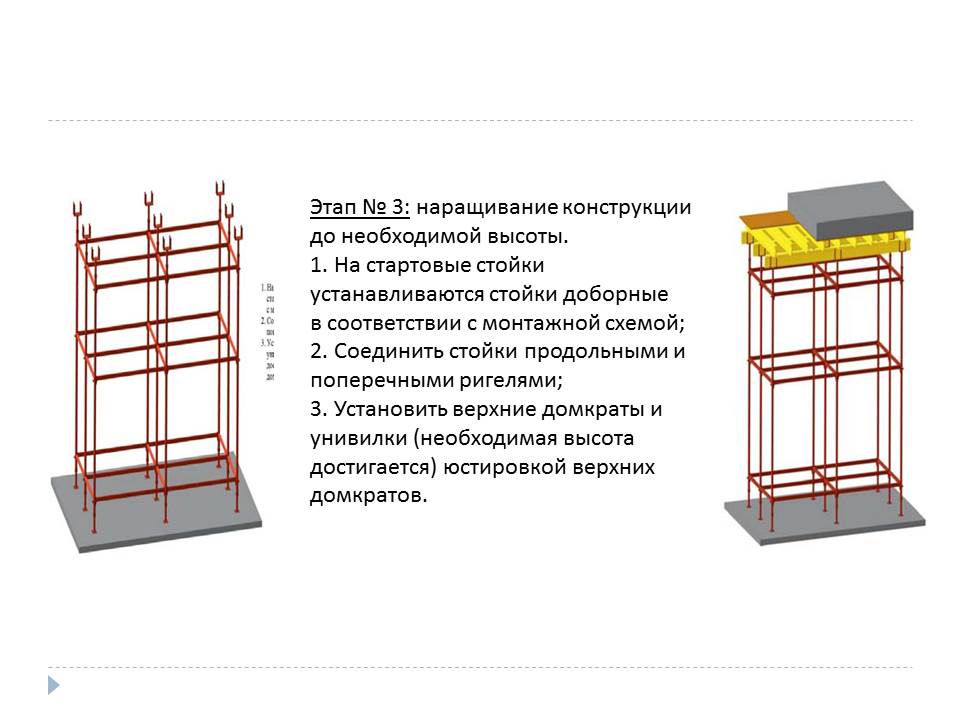 Этап № 3: наращивание конструкции
до необходимой высоты.
1. На стартовые стойки
устанавливаются стойки доборные
в соответствии с монтажной схемой;
2. Соединить стойки продольными и
поперечными ригелями;
3. Установить верхние домкраты и
унивилки (необходимая высота
достигается) юстировкой верхних
домкратов.